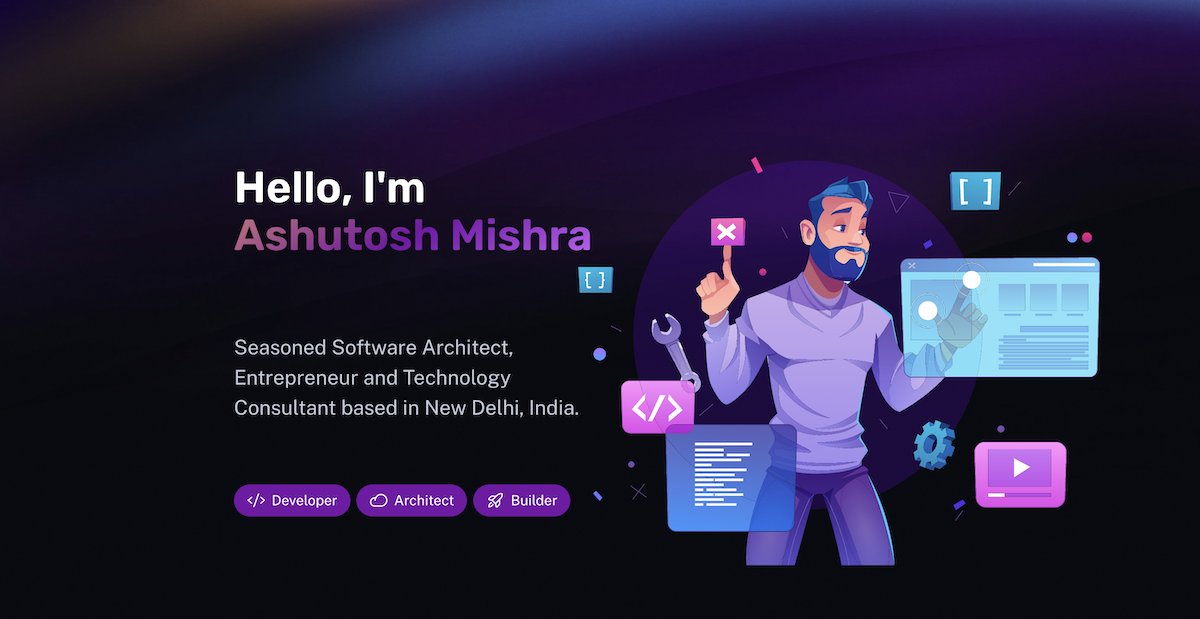 Hello, I'm
Ashutosh Mishra
Seasoned Software Architect,
Entrepreneur and Technology
Consultant based in New Delhi, India.
</> Developer
Architect
Builder
[ ]
{ }
</>